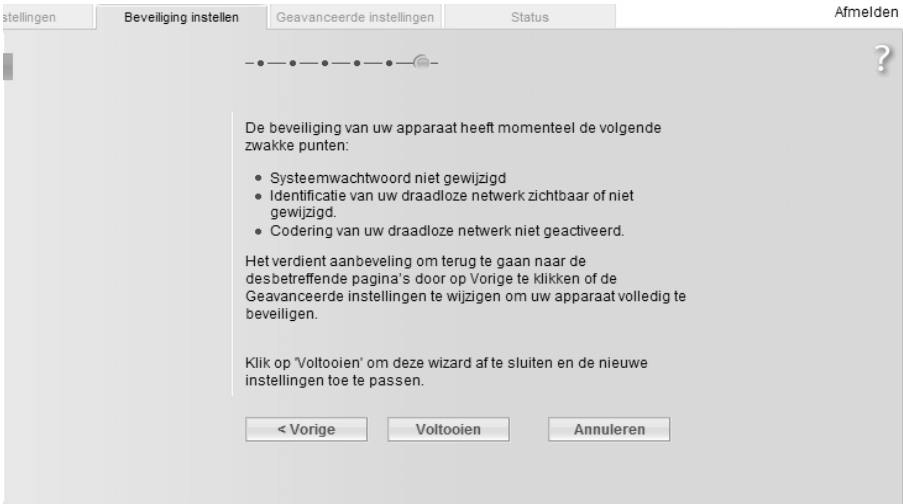 stellingen
Beveiliging instellen
Geavanceerde instellingen
Status
Afmelden
?
De beveiliging van uw apparaat heeft momenteel de volgende
zwakke punten:
• Systeemwachtwoord niet gewijzigd
• Identificatie van uw draadloze netwerk zichtbaar of niet
gewijzigd.
• Codering van uw draadloze netwerk niet geactiveerd.
Het verdient aanbeveling om terug te gaan naar de
desbetreffende pagina's door op Vorige te klikken of de
Geavanceerde instellingen te wijzigen om uw apparaat volledig te
beveiligen.
Klik op 'Voltooien' om deze wizard af te sluiten en de nieuwe
instellingen toe te passen.
< Vorige
Voltooien
Annuleren